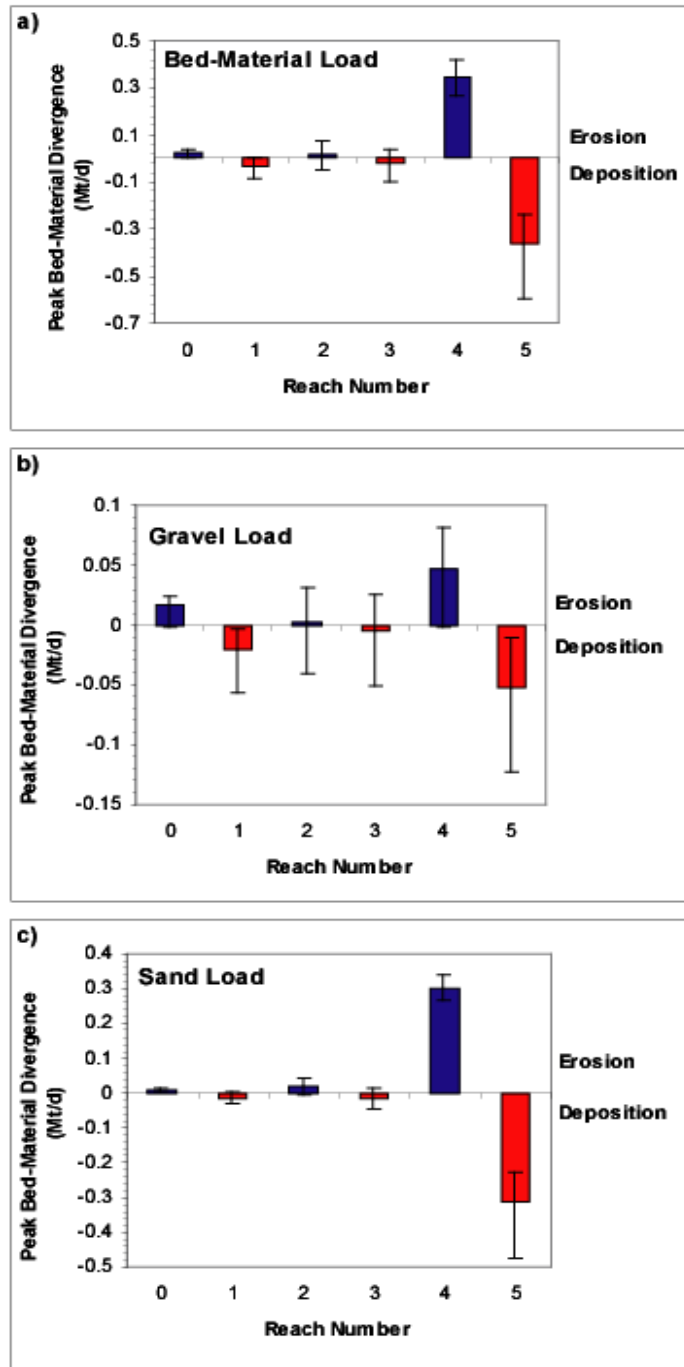 a)
Bed-Material Load
Peak Bed-Material Divergence
(Mt/d)
0.5
0.3
0.1
-0.1
-0.3
-0.5
-0.7
Erosion
Deposition
0 1 2 3 4 5
Reach Number
b)
Gravel Load
Peak Bed-Material Divergence
(Mt/d)
0.1
0.05
0
-0.05
-0.1
-0.15
Erosion
Deposition
0 1 2 3 4 5
Reach Number
c)
Sand Load
Peak Bed-Material Divergence
(Mt/d)
0.4
0.3
0.2
0.1
0
-0.1
-0.2
-0.3
-0.4
-0.5
Erosion
Deposition
0 1 2 3 4 5
Reach Number